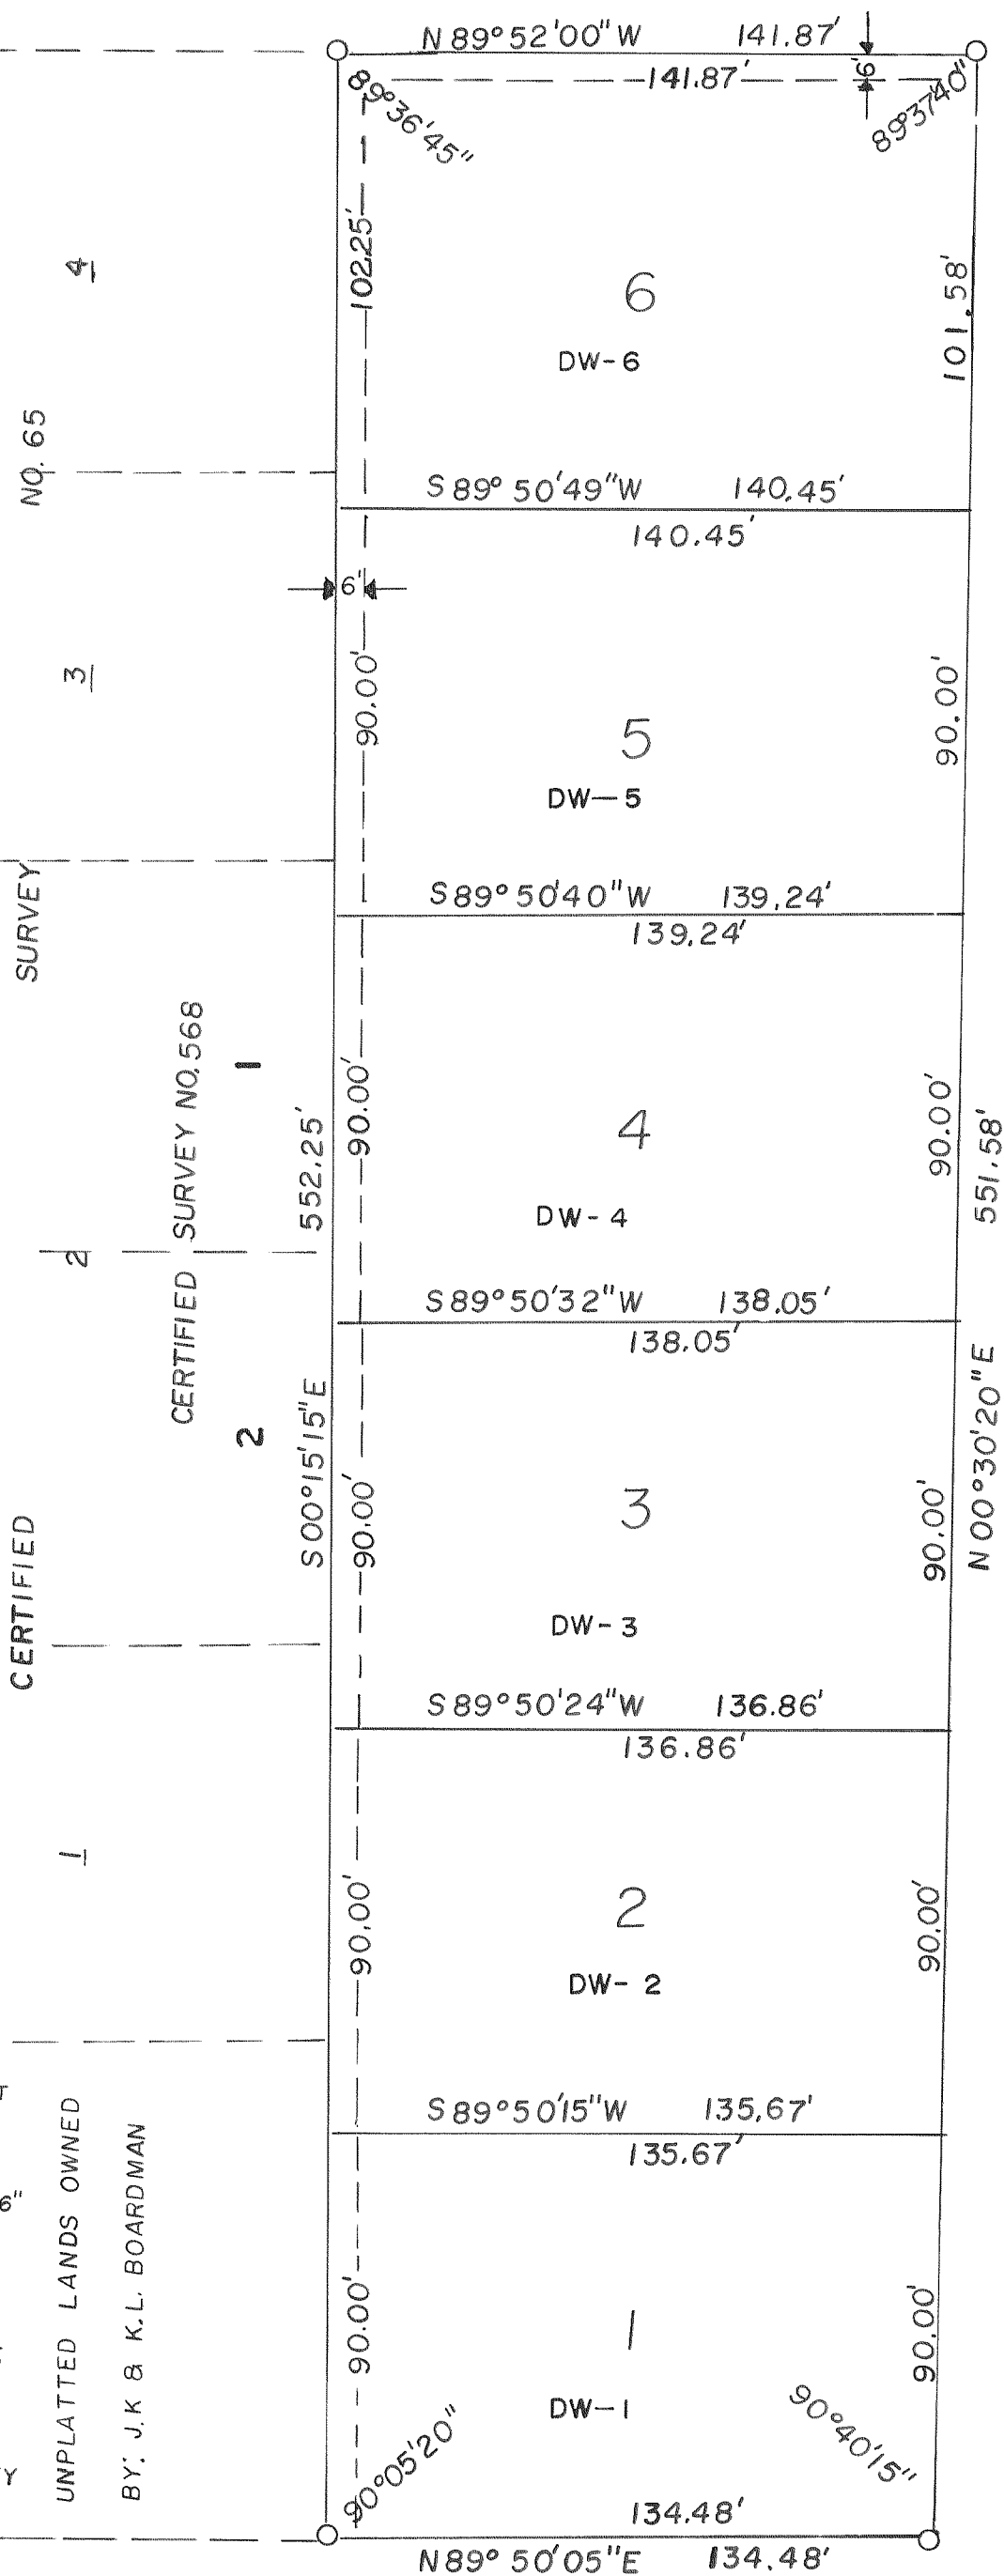 N 89° 52' 00" W 141.87'
141.87'
6'
89° 36' 45"
89° 37' 40"
102.25'
101.58'
4
6
DW-6
NO. 65
S 89° 50' 49" W 140.45'
140.45'
6'
3
90.00'
90.00'
5
DW-5
SURVEY
S 89° 50' 40" W 139.24'
139.24'
CERTIFIED SURVEY NO. 568
1
552.25'
90.00'
90.00'
551.58'
4
DW-4
2
S 89° 50' 32" W 138.05'
138.05'
2
S 00° 15' 15" E
N 00° 30' 20" E
90.00'
90.00'
3
CERTIFIED
DW-3
S 89° 50' 24" W 136.86'
136.86'
1
90.00'
90.00'
2
DW-2
S 89° 50' 15" W 135.67'
135.67'
T
6"
UNPLATTED LANDS OWNED
BY: J.K & K.L. BOARDMAN
Y
90.00'
90.00'
1
DW-1
90° 05' 20"
90° 40' 15"
134.48'
N 89° 50' 05" E 134.48'